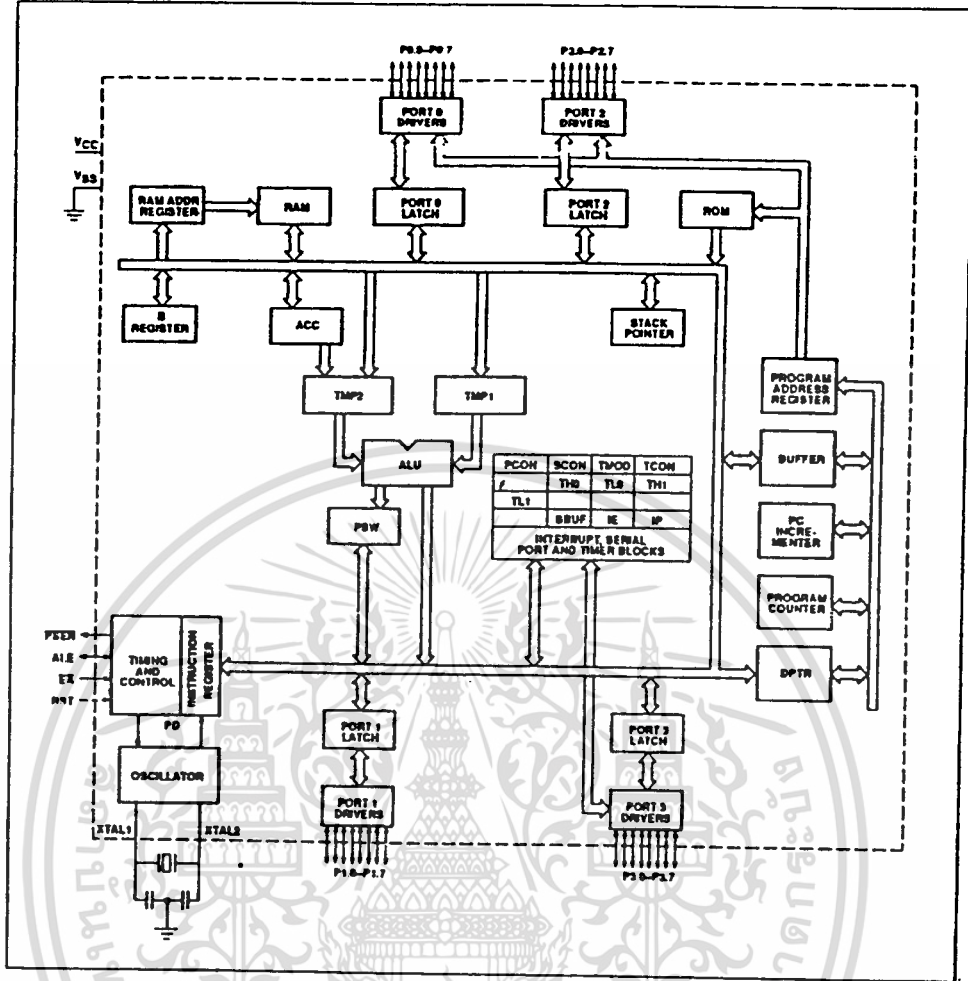 P0.0–P0.7
P2.0–P2.7
PORT 0
DRIVERS
PORT 2
DRIVERS
VCC
VSS
RAM ADDR
REGISTER
RAM
PORT 0
LATCH
PORT 2
LATCH
ROM
B
REGISTER
ACC
STACK
POINTER
PROGRAM
ADDRESS
REGISTER
TMP2
TMP1
ALU
BUFFER
PCON SCON TMOD TCON
TH0 TL0 TH1
TL1
SBUF IE IP
INTERRUPT, SERIAL
PORT AND TIMER BLOCKS
PSW
PC
INCRE-
MENTER
PROGRAM
COUNTER
PSEN
ALE
EA
RST
TIMING
AND
CONTROL
INSTRUCTION
REGISTER
DPTR
PD
PORT 1
LATCH
PORT 3
LATCH
OSCILLATOR
PORT 1
DRIVERS
PORT 3
DRIVERS
XTAL1
XTAL2
P1.0–P1.7
P3.0–P3.7